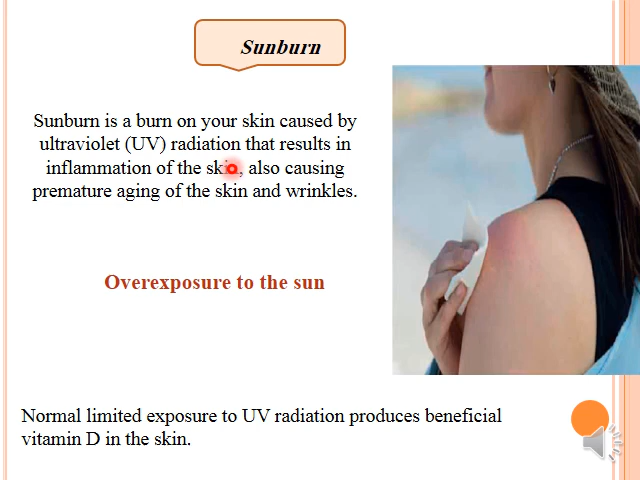 Sunburn
Sunburn is a burn on your skin caused by
ultraviolet (UV) radiation that results in
inflammation of the skin, also causing
premature aging of the skin and wrinkles.
Overexposure to the sun
Normal limited exposure to UV radiation produces beneficial
vitamin D in the skin.